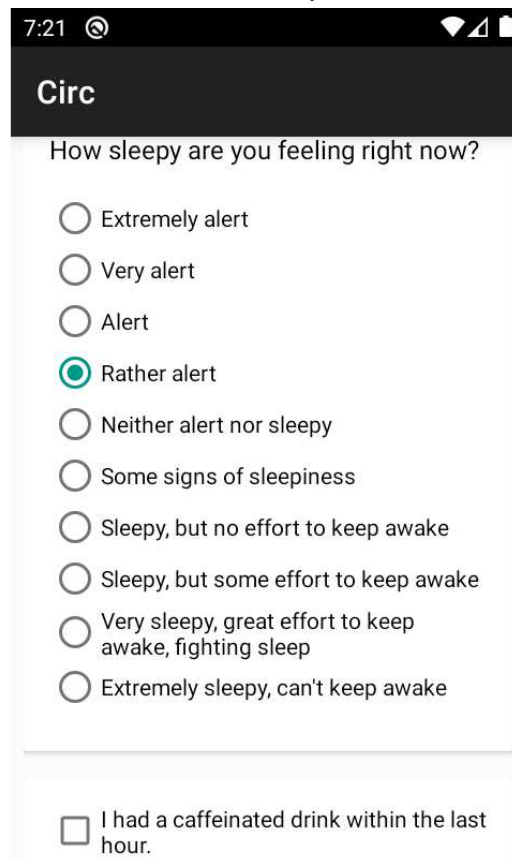 7:21
Circ
How sleepy are you feeling right now?
Extremely alert
Very alert
Alert
Rather alert
Neither alert nor sleepy
Some signs of sleepiness
Sleepy, but no effort to keep awake
Sleepy, but some effort to keep awake
Very sleepy, great effort to keep
awake, fighting sleep
Extremely sleepy, can't keep awake
I had a caffeinated drink within the last
hour.